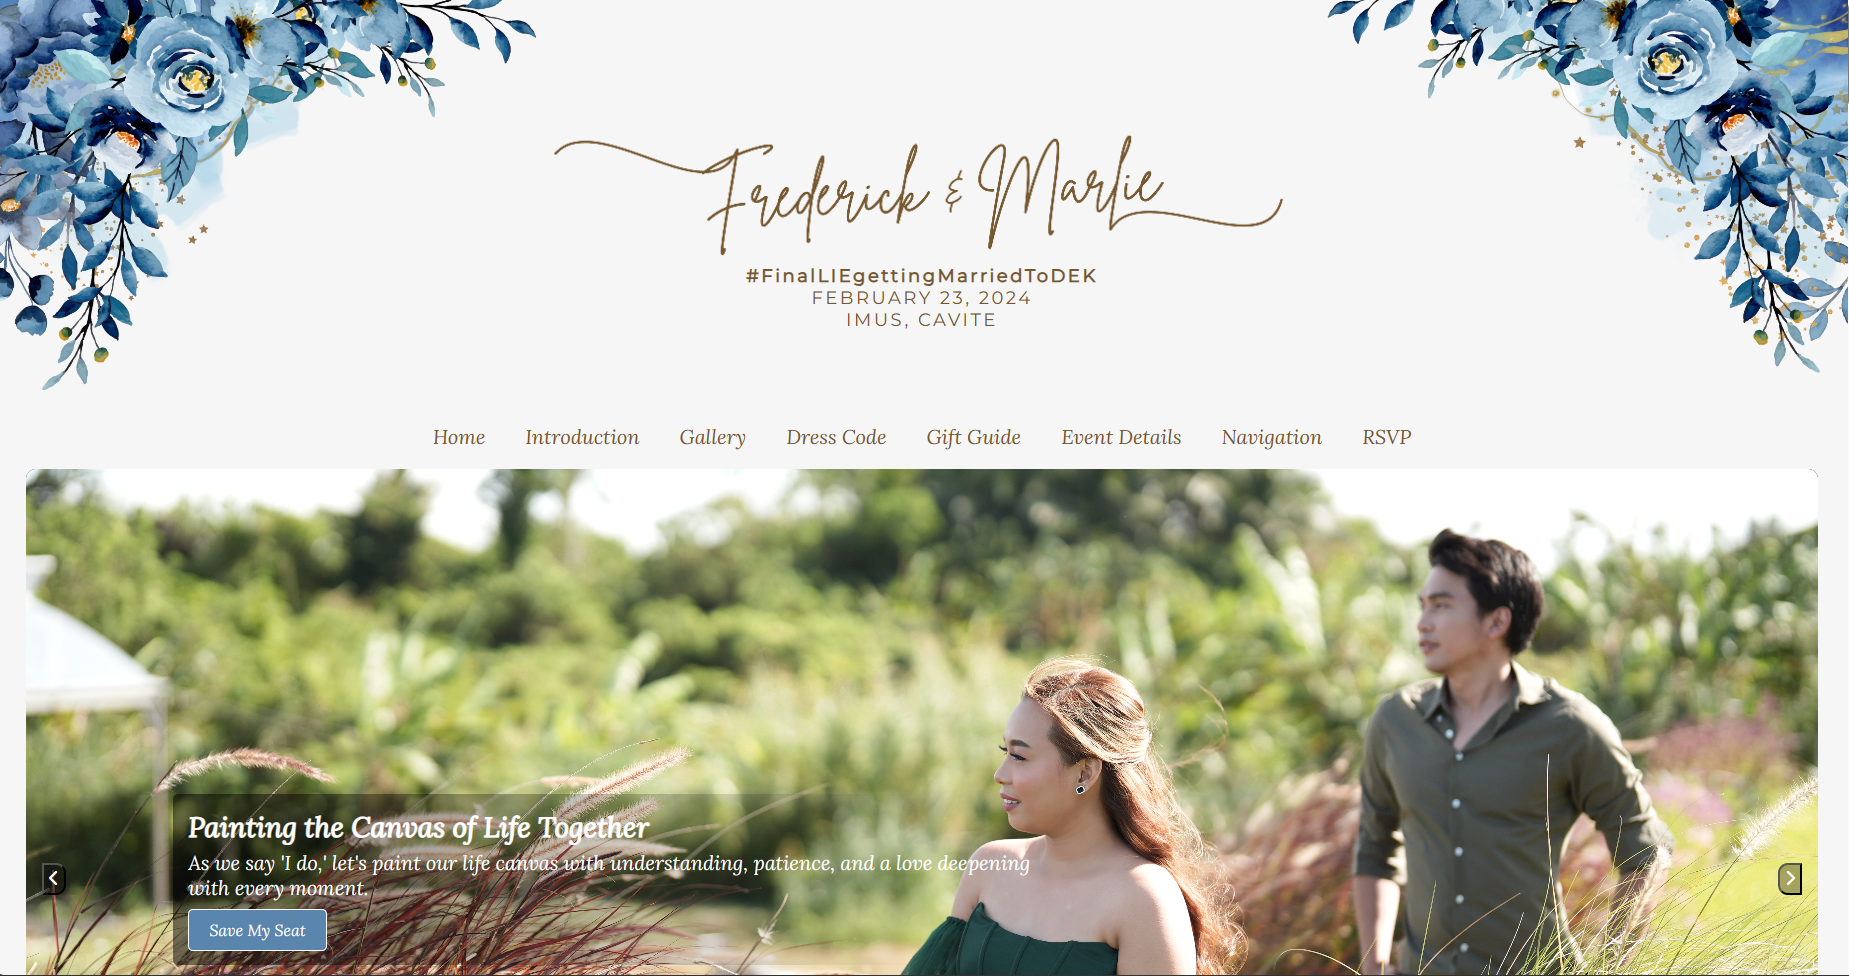 Frederick & Marlie
#FinalLIEgettingMarriedToDEK
FEBRUARY 23, 2024
IMUS, CAVITE
Home Introduction Gallery Dress Code Gift Guide Event Details Navigation RSVP
Painting the Canvas of Life Together
As we say 'I do,' let's paint our life canvas with understanding, patience, and a love deepening
with every moment.
Save My Seat